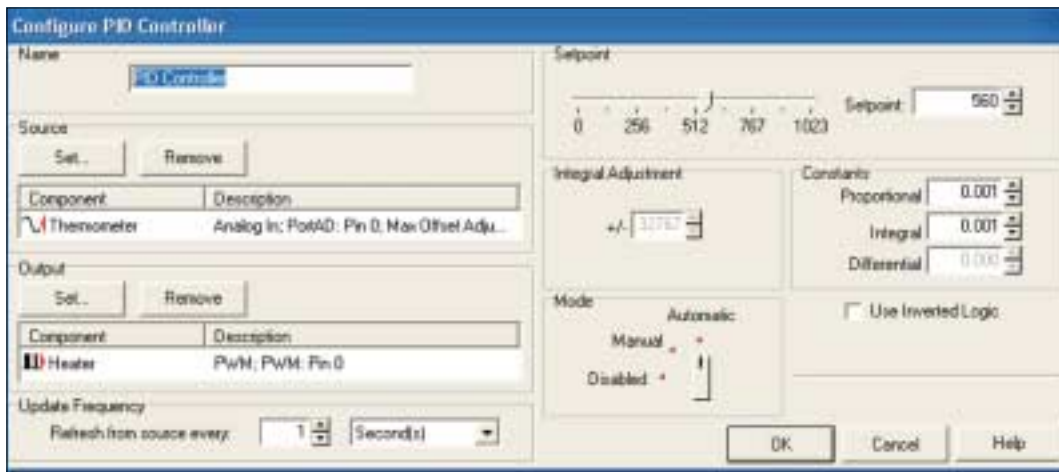 Configure PID Controller
Name
PID Controller
Source
Set...
Remove
Component
Description
Thermometer
Analog In; PortAD: Pin 0, Max Offset Adju...
Output
Set...
Remove
Component
Description
Heater
PWM; PWM: Pin 0
Update Frequency
Refresh from source every:
1
Second(s)
Setpoint
0 256 512 767 1023
Setpoint
560
Integral Adjustment
+/- 32767
Constants
Proportional 0.001
Integral 0.001
Differential 0.000
Mode
Automatic
Manual
Disabled
Use Inverted Logic
OK
Cancel
Help